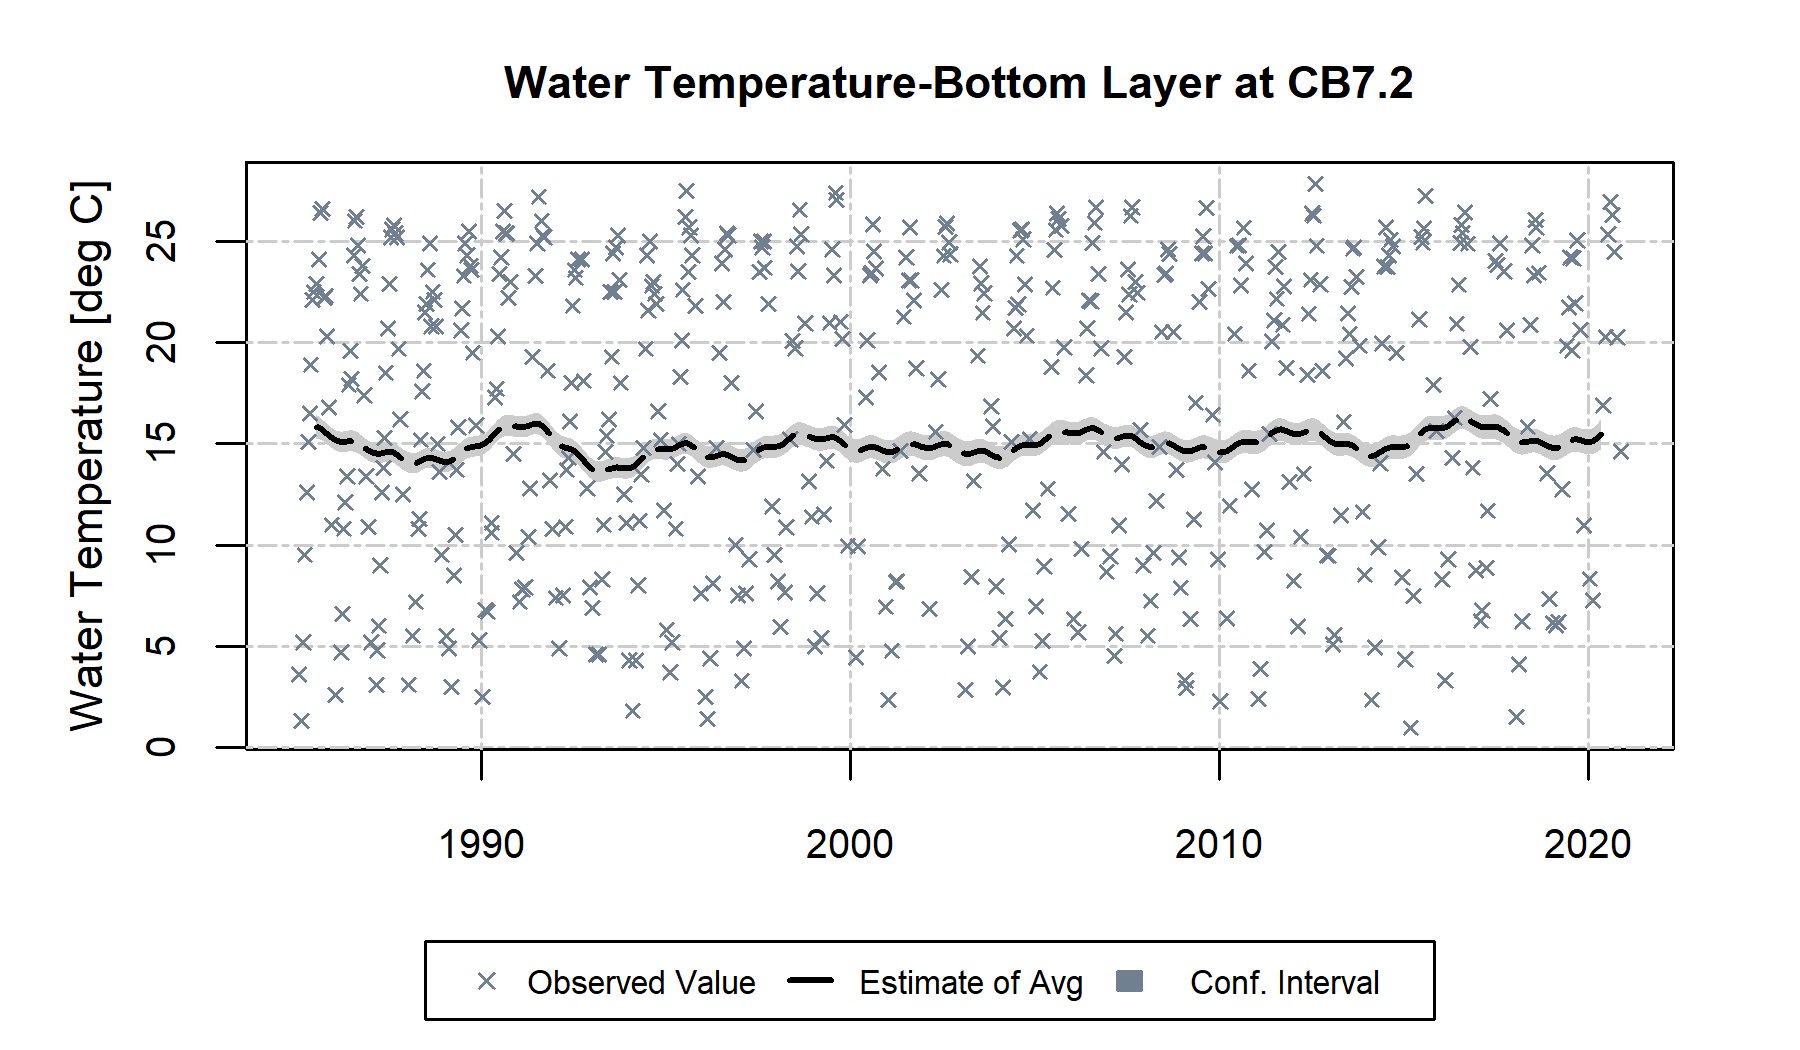 Water Temperature-Bottom Layer at CB7.2
Water Temperature [deg C]
25
20
15
10
5
0
1990
2000
2010
2020
Observed Value
Estimate of Avg
Conf. Interval